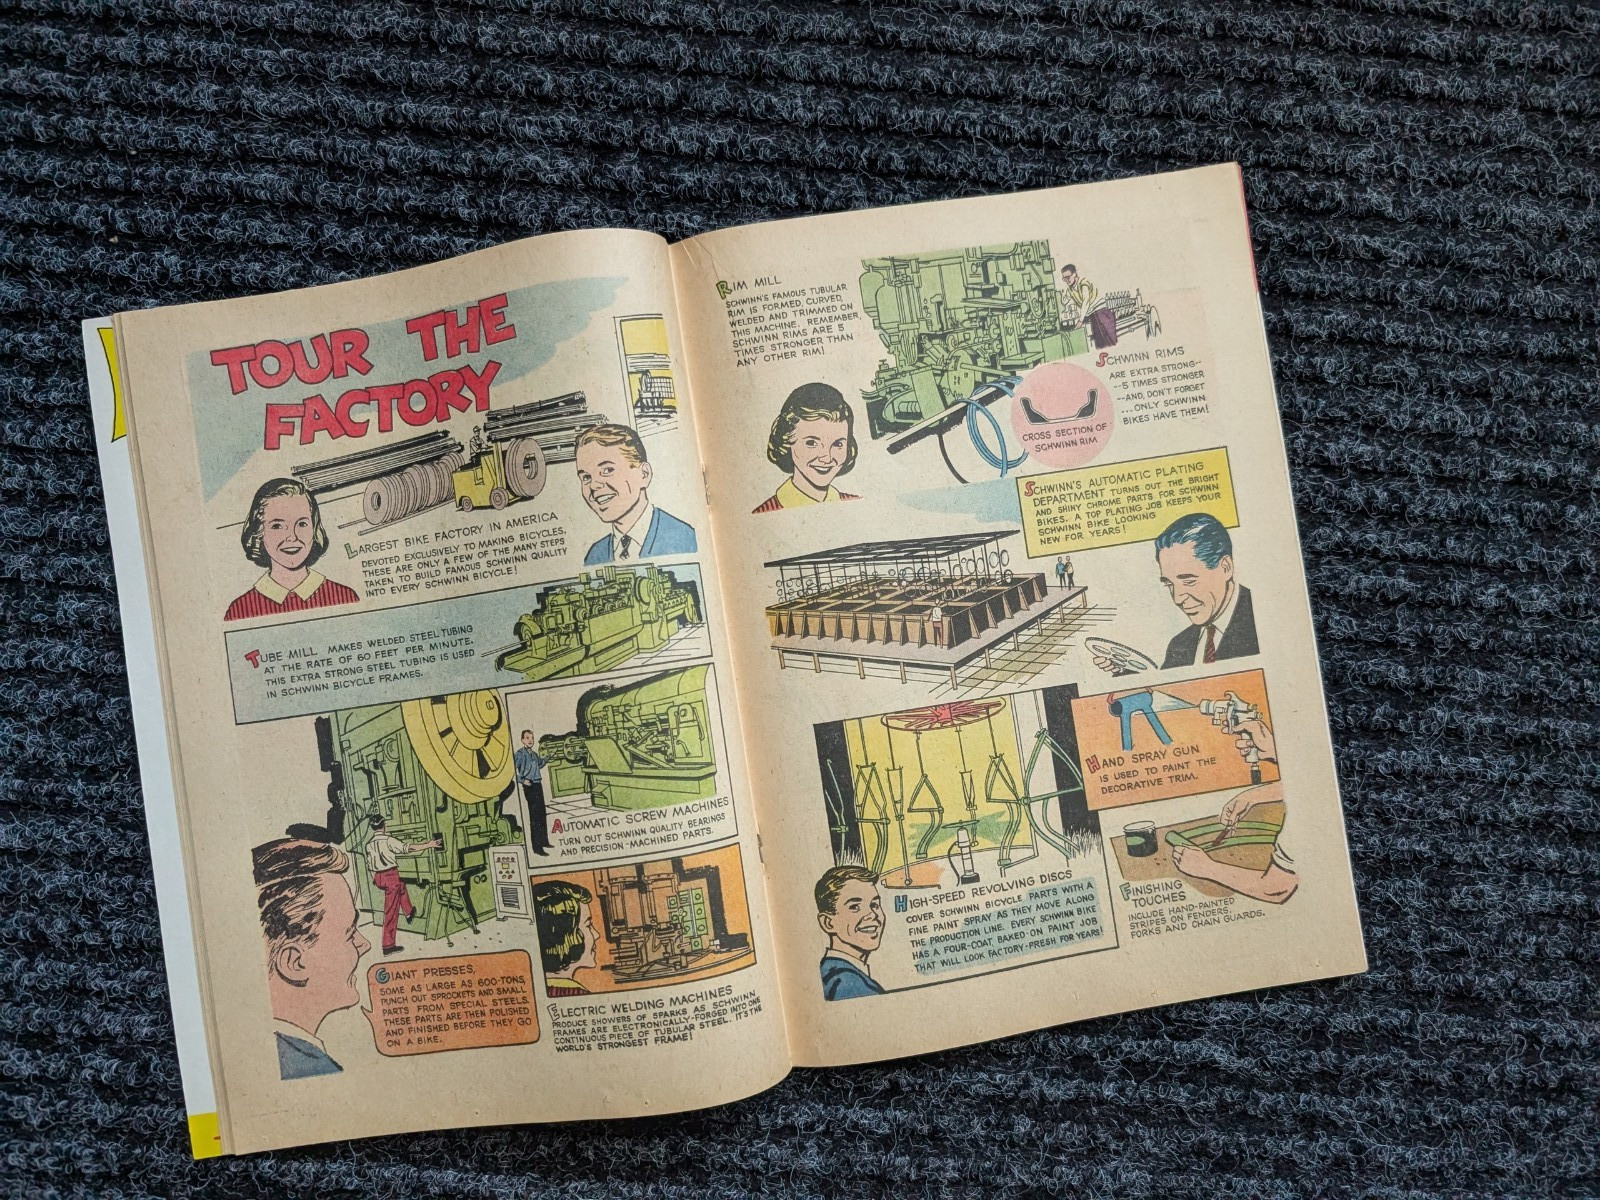 TOUR THE
FACTORY
LARGEST BIKE FACTORY IN AMERICA
DEVOTED EXCLUSIVELY TO MAKING BICYCLES,
THESE ARE ONLY A FEW OF THE MANY STEPS
TAKEN TO BUILD FAMOUS SCHWINN QUALITY
INTO EVERY SCHWINN BICYCLE!
TUBE MILL MAKES WELDED STEEL TUBING
AT THE RATE OF 60 FEET PER MINUTE.
THIS EXTRA STRONG STEEL TUBING IS USED
IN SCHWINN BICYCLE FRAMES.
AUTOMATIC SCREW MACHINES
TURN OUT SCHWINN QUALITY BEARINGS
AND PRECISION-MACHINED PARTS.
GIANT PRESSES,
SOME AS LARGE AS 600-TONS,
PUNCH OUT SPROCKETS AND SMALL
PARTS FROM SPECIAL STEELS.
THESE PARTS ARE THEN POLISHED
AND FINISHED BEFORE THEY GO
ON A BIKE.
ELECTRIC WELDING MACHINES
PRODUCE SHOWERS OF SPARKS AS SCHWINN
FRAMES ARE ELECTRONICALLY-FORGED INTO ONE
CONTINUOUS PIECE OF TUBULAR STEEL. IT'S THE
WORLD'S STRONGEST FRAME!
RIM MILL
SCHWINN'S FAMOUS TUBULAR
RIM IS FORMED, CURVED,
WELDED AND TRIMMED ON
THIS MACHINE. REMEMBER,
SCHWINN RIMS ARE 5
TIMES STRONGER THAN
ANY OTHER RIM!
SCHWINN RIMS
ARE EXTRA STRONG--
--5 TIMES STRONGER
--AND, DON'T FORGET
...ONLY SCHWINN
BIKES HAVE THEM!
CROSS SECTION OF
SCHWINN RIM
SCHWINN'S AUTOMATIC PLATING
DEPARTMENT TURNS OUT THE BRIGHT
AND SHINY CHROME PARTS FOR SCHWINN
BIKES. A TOP PLATING JOB KEEPS YOUR
SCHWINN BIKE LOOKING
NEW FOR YEARS!
HAND SPRAY GUN
IS USED TO PAINT THE
DECORATIVE TRIM.
HIGH-SPEED REVOLVING DISCS
COVER SCHWINN BICYCLE PARTS WITH A
FINE PAINT SPRAY AS THEY MOVE ALONG
THE PRODUCTION LINE. EVERY SCHWINN BIKE
HAS A FOUR-COAT, BAKED-ON PAINT JOB
THAT WILL LOOK FACTORY-FRESH FOR YEARS!
FINISHING
TOUCHES
INCLUDE HAND-PAINTED
STRIPES ON FENDERS,
FORKS AND CHAIN GUARDS.